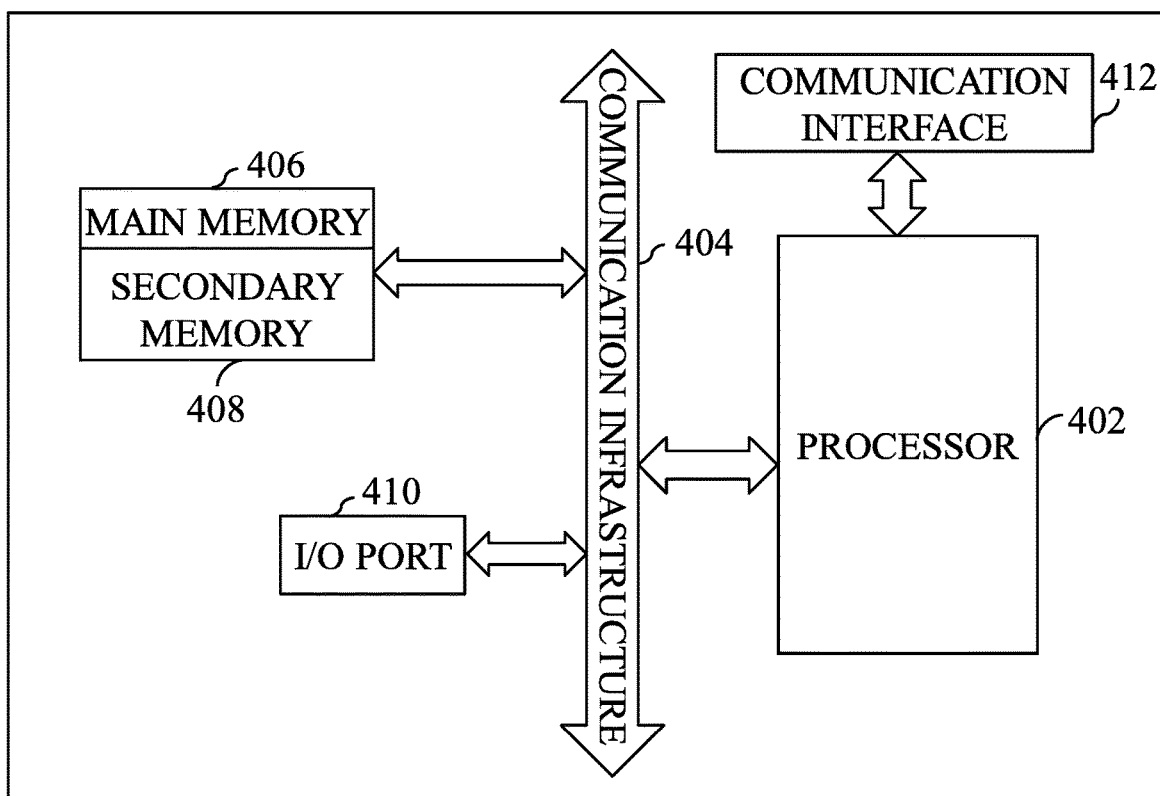 COMMUNICATION
INTERFACE
412
406
MAIN MEMORY
SECONDARY
MEMORY
408
COMMUNICATION INFRASTRUCTURE
404
PROCESSOR
402
410
I/O PORT